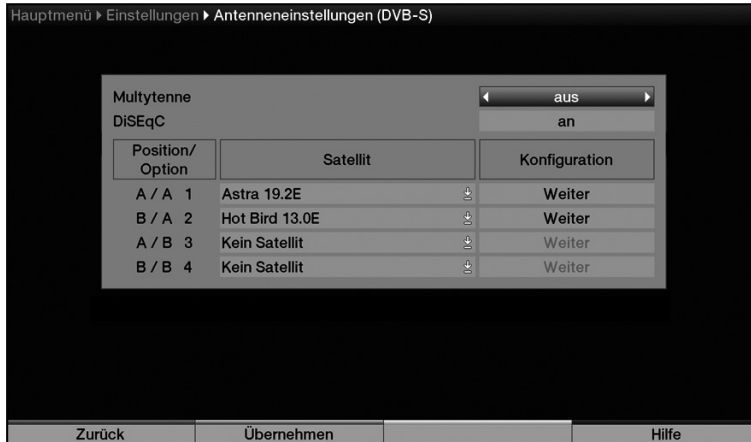 Hauptmenü ▸ Einstellungen ▸ Antenneneinstellungen (DVB-S)
Multytenne aus
DiSEqC an
Position/
Option Satellit Konfiguration
A / A 1 Astra 19.2E Weiter
B / A 2 Hot Bird 13.0E Weiter
A / B 3 Kein Satellit Weiter
B / B 4 Kein Satellit Weiter
Zurück Übernehmen Hilfe